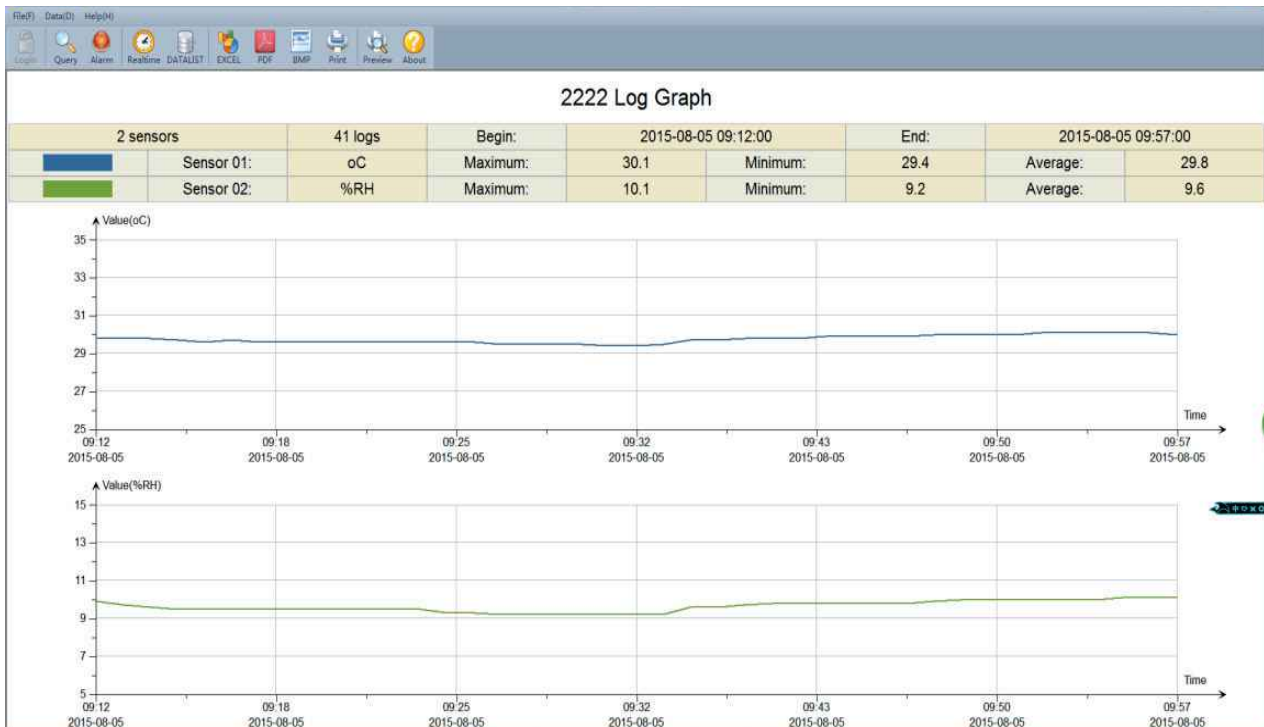 File(F) Data(D) Help(H)
Login Query Alarm Realtime DATALIST EXCEL PDF BMP Print Preview About
2222 Log Graph
2 sensors 41 logs Begin: 2015-08-05 09:12:00 End: 2015-08-05 09:57:00
Sensor 01: oC Maximum: 30.1 Minimum: 29.4 Average: 29.8
Sensor 02: %RH Maximum: 10.1 Minimum: 9.2 Average: 9.6
Value(oC)
35
33
31
29
27
25
Time
09:12 09:18 09:25 09:32 09:43 09:50 09:57
2015-08-05 2015-08-05 2015-08-05 2015-08-05 2015-08-05 2015-08-05 2015-08-05
Value(%RH)
15
13
11
9
7
5
Time
09:12 09:18 09:25 09:32 09:43 09:50 09:57
2015-08-05 2015-08-05 2015-08-05 2015-08-05 2015-08-05 2015-08-05 2015-08-05